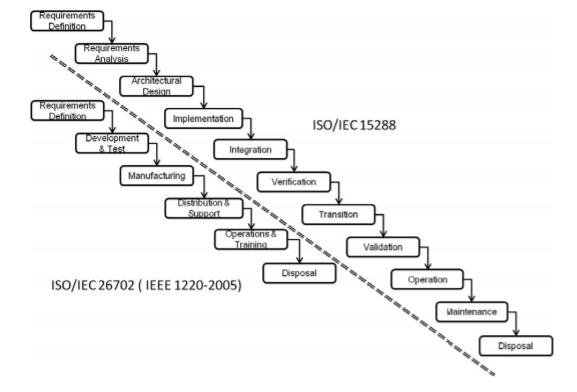 Requirements
Definition
Requirements
Analysis
Architectural
Design
Implementation
Integration
Verification
Transition
Validation
Operation
Maintenance
Disposal
ISO/IEC 15288
Requirements
Definition
Development
& Test
Manufacturing
Distribution &
Support
Operations &
Training
Disposal
ISO/IEC 26702 ( IEEE 1220-2005)